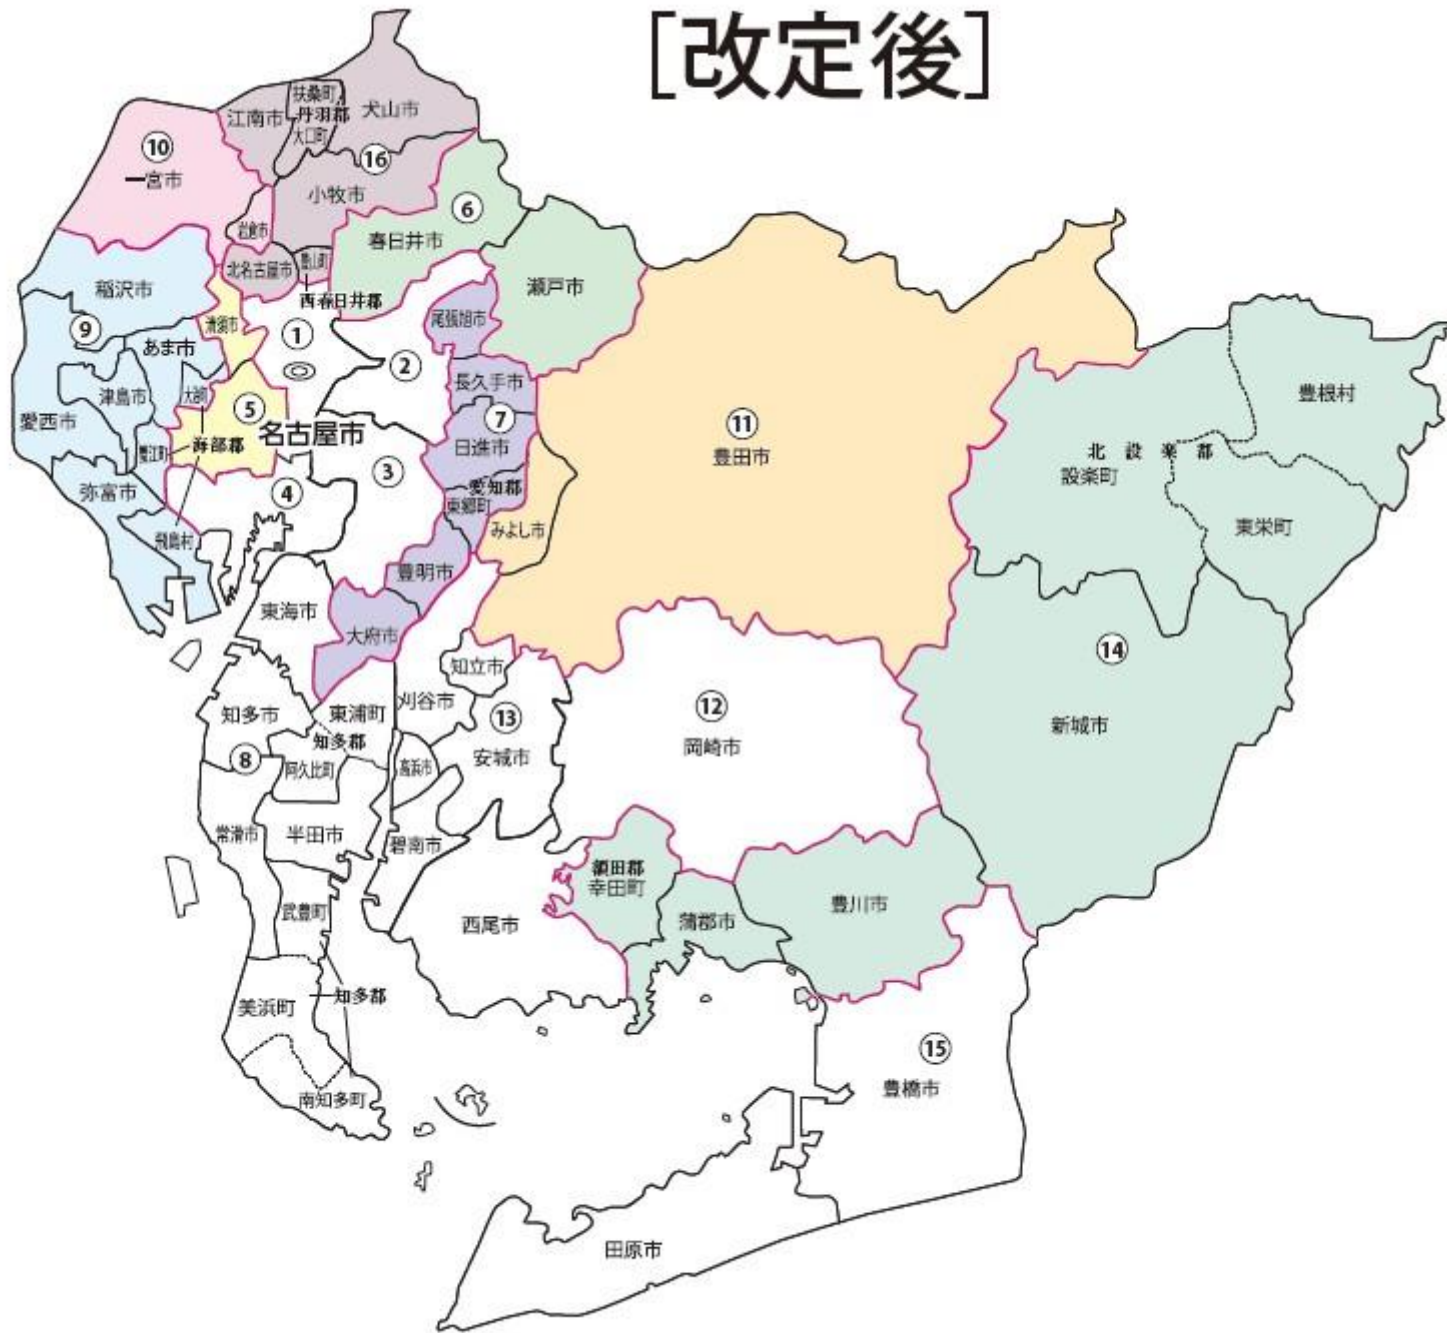 [改定後]
扶桑町
江南市
丹羽郡
犬山市
大口町
⑩
一宮市
⑯
小牧市
⑥
岩倉市
春日井市
北名古屋市
豊山町
西春日井郡
瀬戸市
稲沢市
清須市
尾張旭市
⑨
①
②
あま市
津島市
大治町
長久手市
愛西市
⑤
⑦
⑪
豊根村
名古屋市
海部郡
蟹江町
日進市
豊田市
北設楽郡
設楽町
③
弥富市
④
愛知郡
東郷町
みよし市
東栄町
飛島村
豊明市
東海市
大府市
知立市
⑭
知多市
東浦町
刈谷市
⑬
⑫
新城市
知多郡
岡崎市
⑧
阿久比町
高浜市
安城市
常滑市
半田市
碧南市
額田郡
幸田町
豊川市
武豊町
西尾市
蒲郡市
美浜町
知多郡
⑮
豊橋市
南知多町
田原市